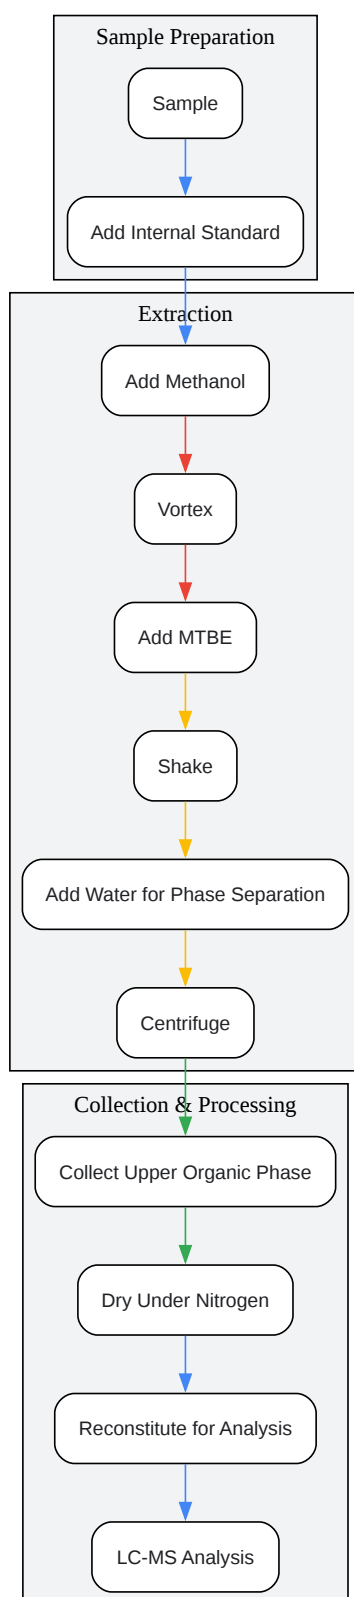 Sample Preparation
Sample
Add Internal Standard
Extraction
Add Methanol
Vortex
Add MTBE
Shake
Add Water for Phase Separation
Centrifuge
Collection & Processing
Collect Upper Organic Phase
Dry Under Nitrogen
Reconstitute for Analysis
LC-MS Analysis